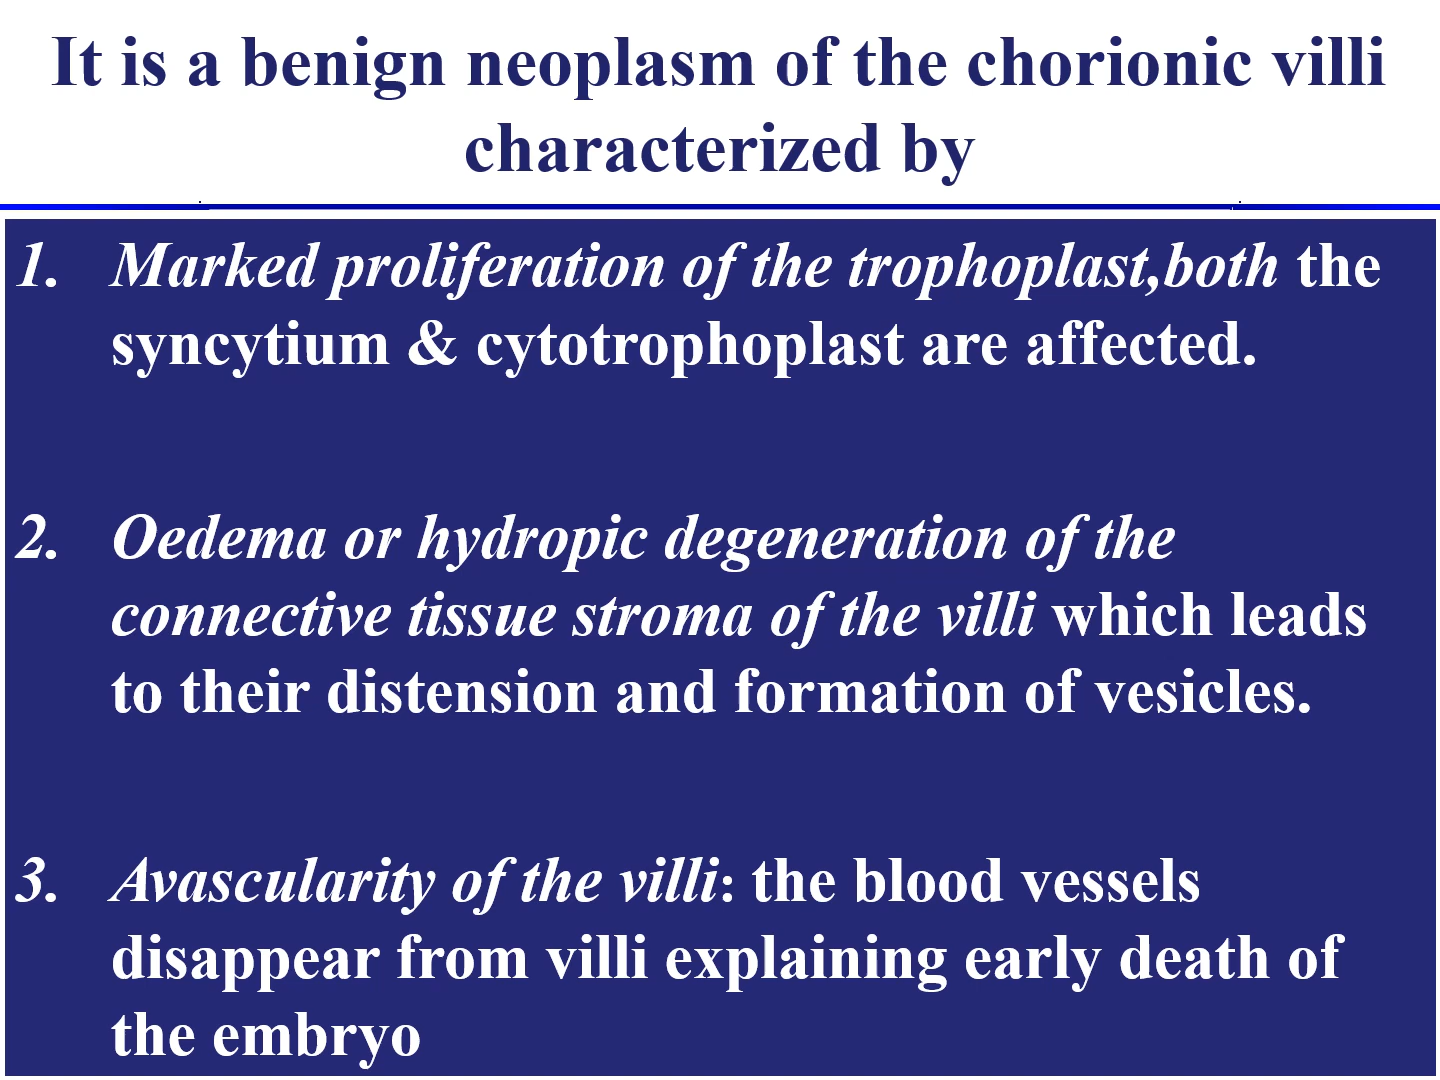 It is a benign neoplasm of the chorionic villi
characterized by
1. Marked proliferation of the trophoplast,both the
syncytium & cytotrophoplast are affected.
2. Oedema or hydropic degeneration of the
connective tissue stroma of the villi which leads
to their distension and formation of vesicles.
3. Avascularity of the villi: the blood vessels
disappear from villi explaining early death of
the embryo